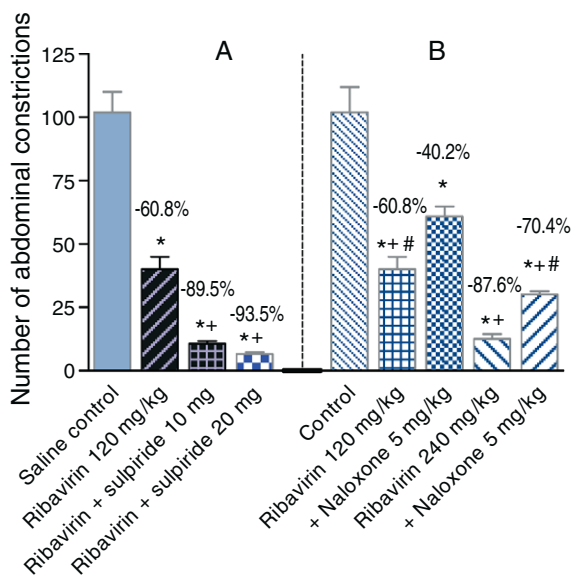 A
B
Number of abdominal constrictions
125
100
75
50
25
0
-60.8%
*
-89.5%
*+
-93.5%
*+
-60.8%
*+ #
-40.2%
*
-87.6%
*+
-70.4%
*+#
Saline control
Ribavirin 120 mg/kg
Ribavirin + sulpiride 10 mg
Ribavirin + sulpiride 20 mg
Control
Ribavirin 120 mg/kg
+ Naloxone 5 mg/kg
Ribavirin 240 mg/kg
+ Naloxone 5 mg/kg